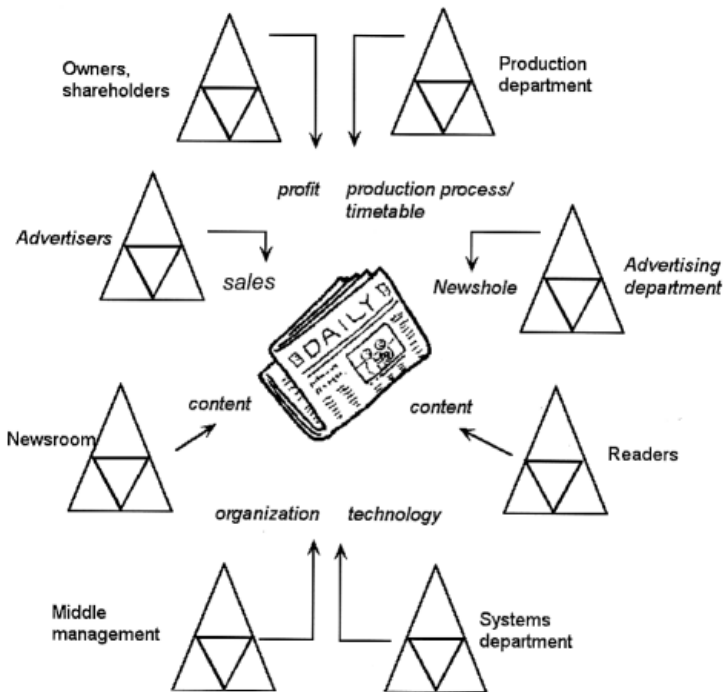 Owners,
shareholders
Production
department
profit
production process/
timetable
Advertisers
sales
Newshole
Advertising
department
DAILY
content
content
Newsroom
Readers
organization
technology
Middle
management
Systems
department